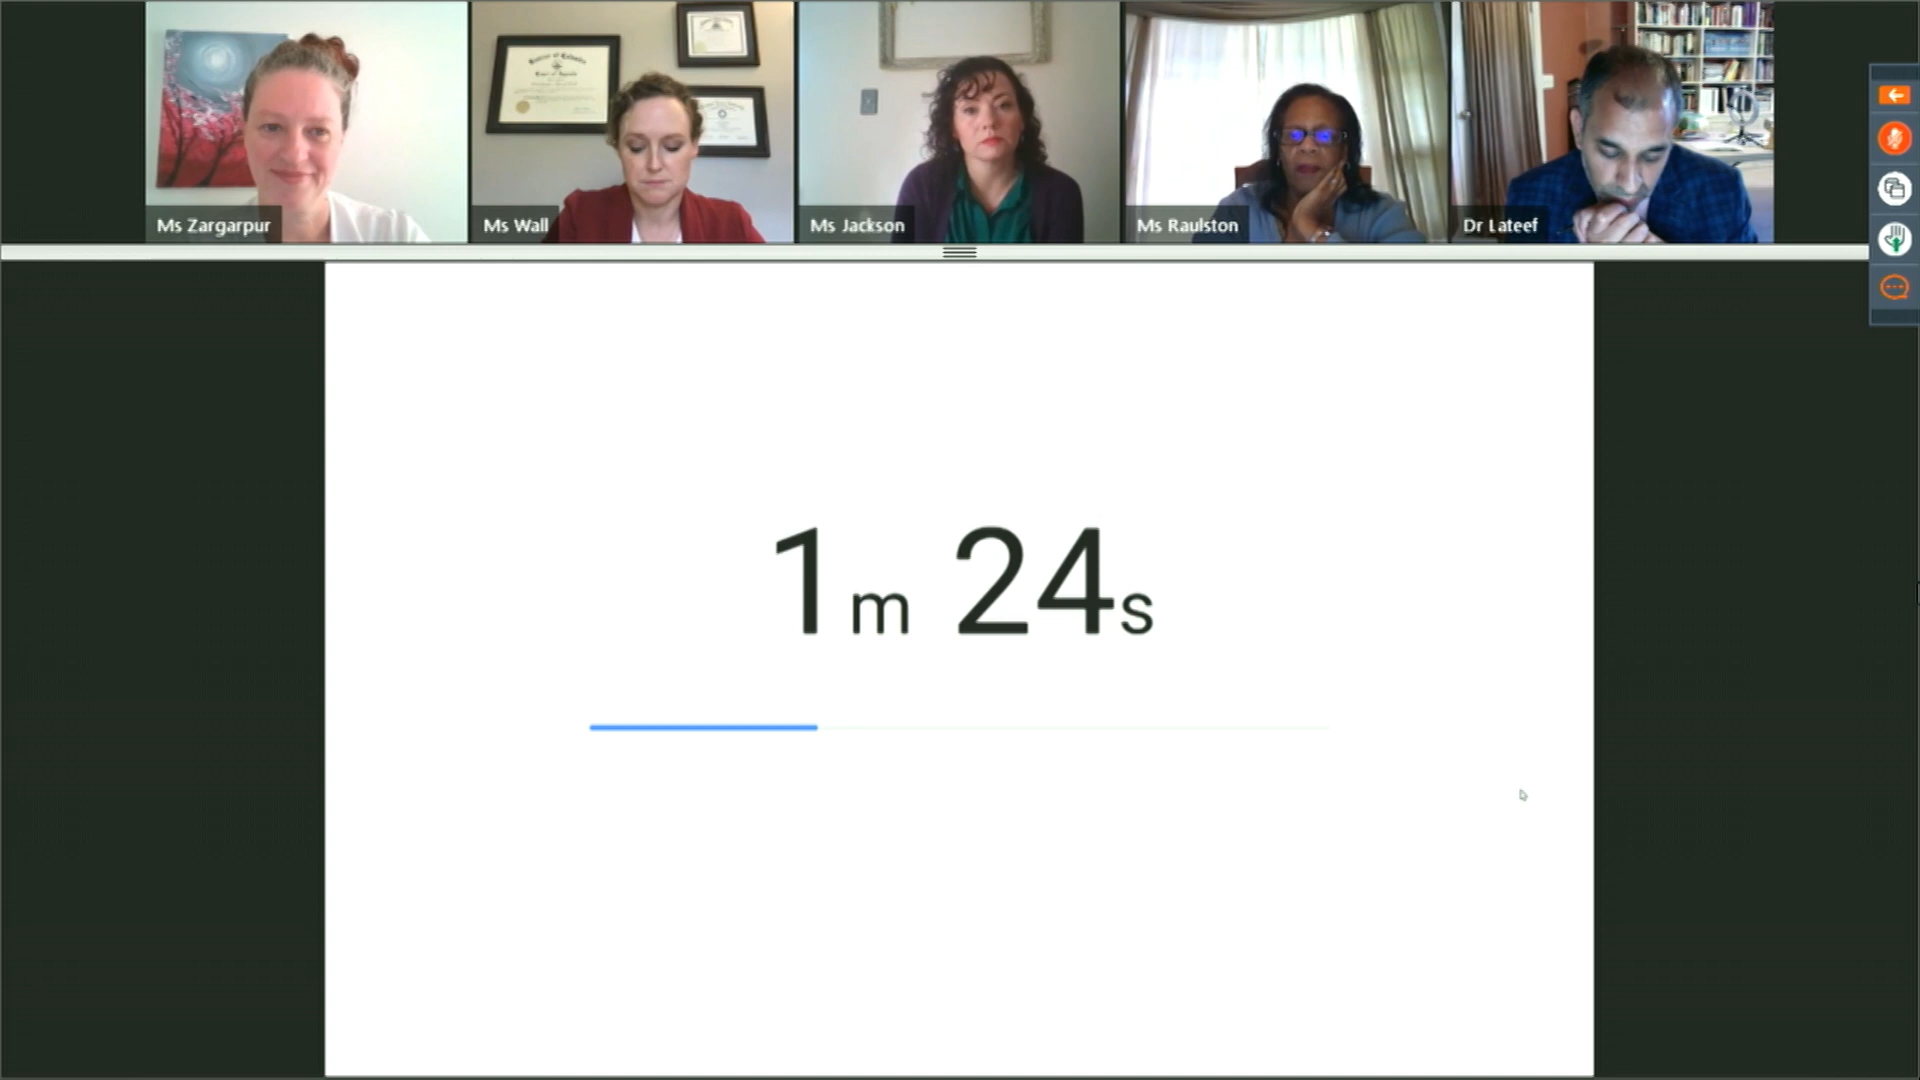 Ms Zargarpur
Ms Wall
Ms Jackson
Ms Raulston
Dr Lateef
1m 24s